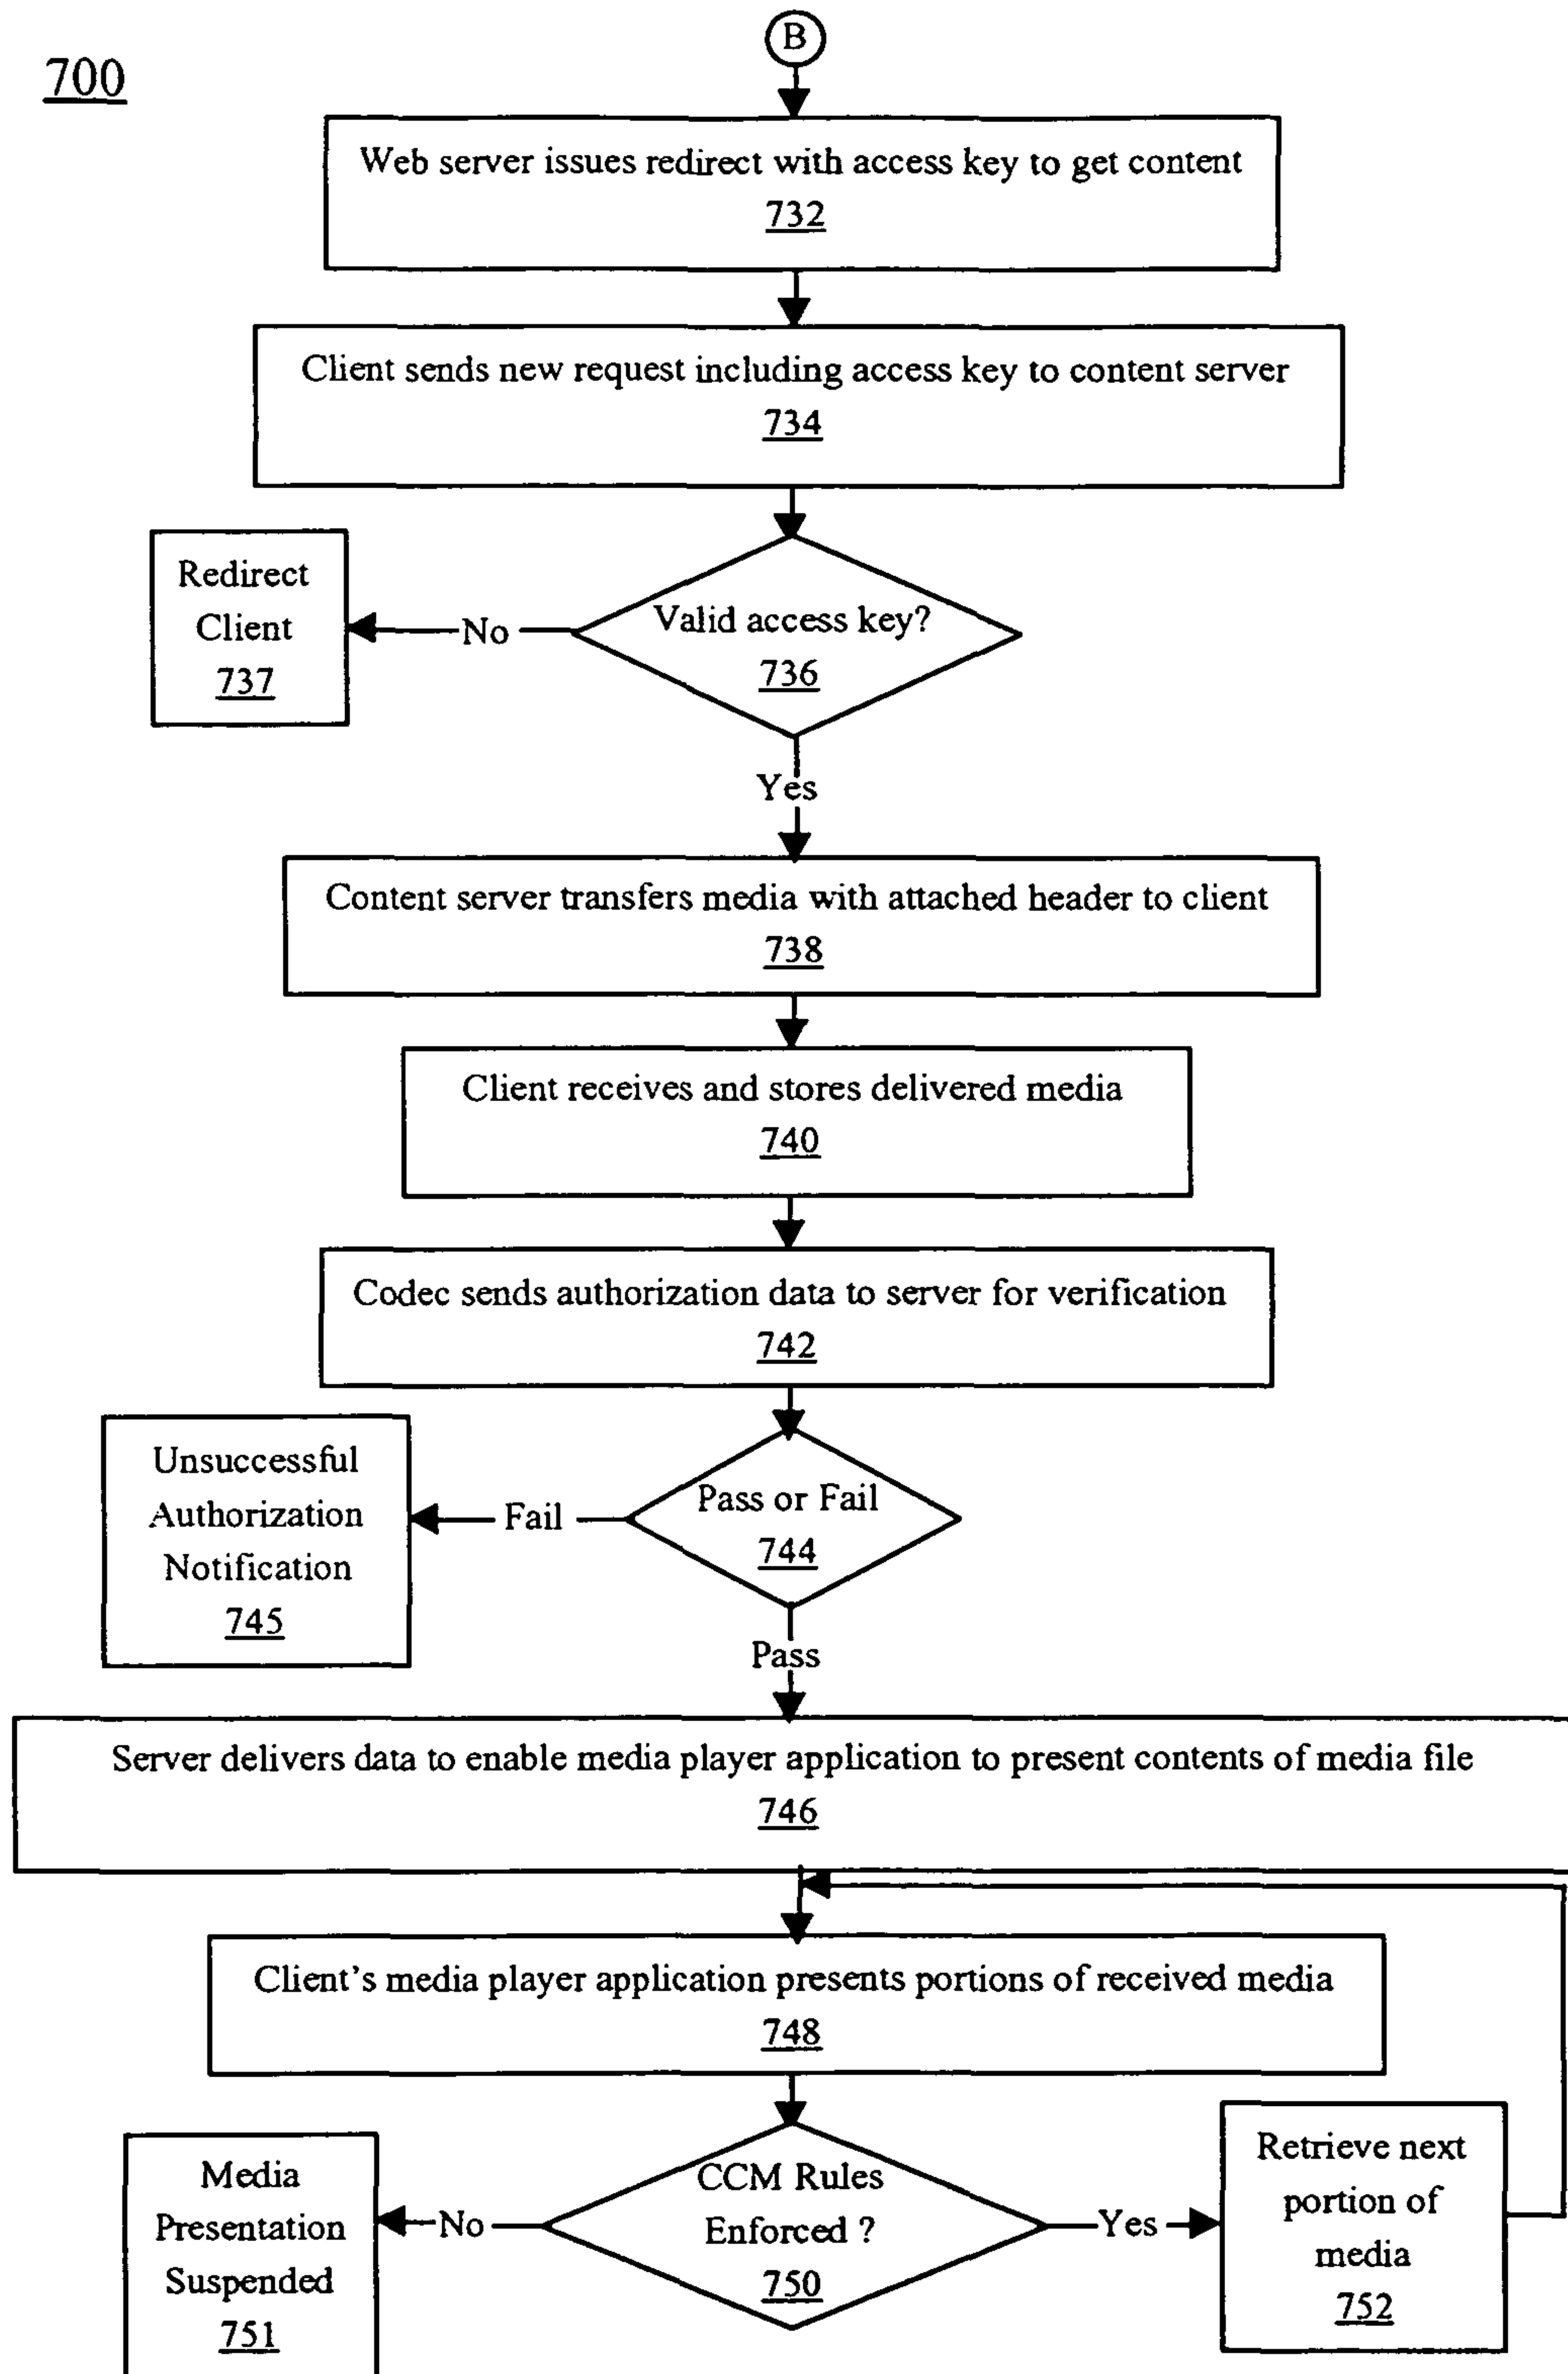 B
700
Web server issues redirect with access key to get content
732
Client sends new request including access key to content server
734
Redirect
Client
737
No
Valid access key?
736
Yes
Content server transfers media with attached header to client
738
Client receives and stores delivered media
740
Codec sends authorization data to server for verification
742
Unsuccessful
Authorization
Notification
745
Fail
Pass or Fail
744
Pass
Server delivers data to enable media player application to present contents of media file
746
Client's media player application presents portions of received media
748
Media
Presentation
Suspended
751
No
CCM Rules
Enforced ?
750
Yes
Retrieve next
portion of
media
752